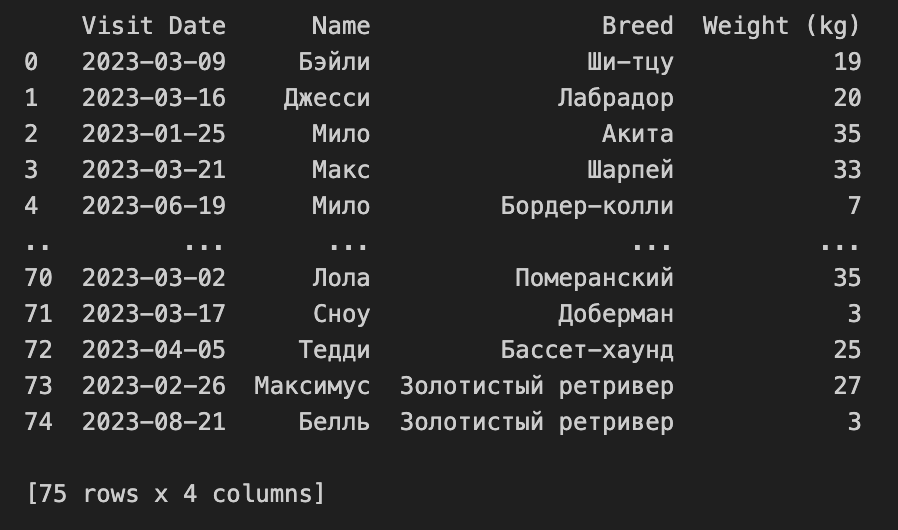 Visit Date Name Breed Weight (kg)
0 2023-03-09 Бэйли Ши-тцу 19
1 2023-03-16 Джесси Лабрадор 20
2 2023-01-25 Мило Акита 35
3 2023-03-21 Макс Шарпей 33
4 2023-06-19 Мило Бордер-колли 7
.. ... ... ... ...
70 2023-03-02 Лола Померанский 35
71 2023-03-17 Сноу Доберман 3
72 2023-04-05 Тедди Бассет-хаунд 25
73 2023-02-26 Максимус Золотистый ретривер 27
74 2023-08-21 Белль Золотистый ретривер 3
[75 rows x 4 columns]